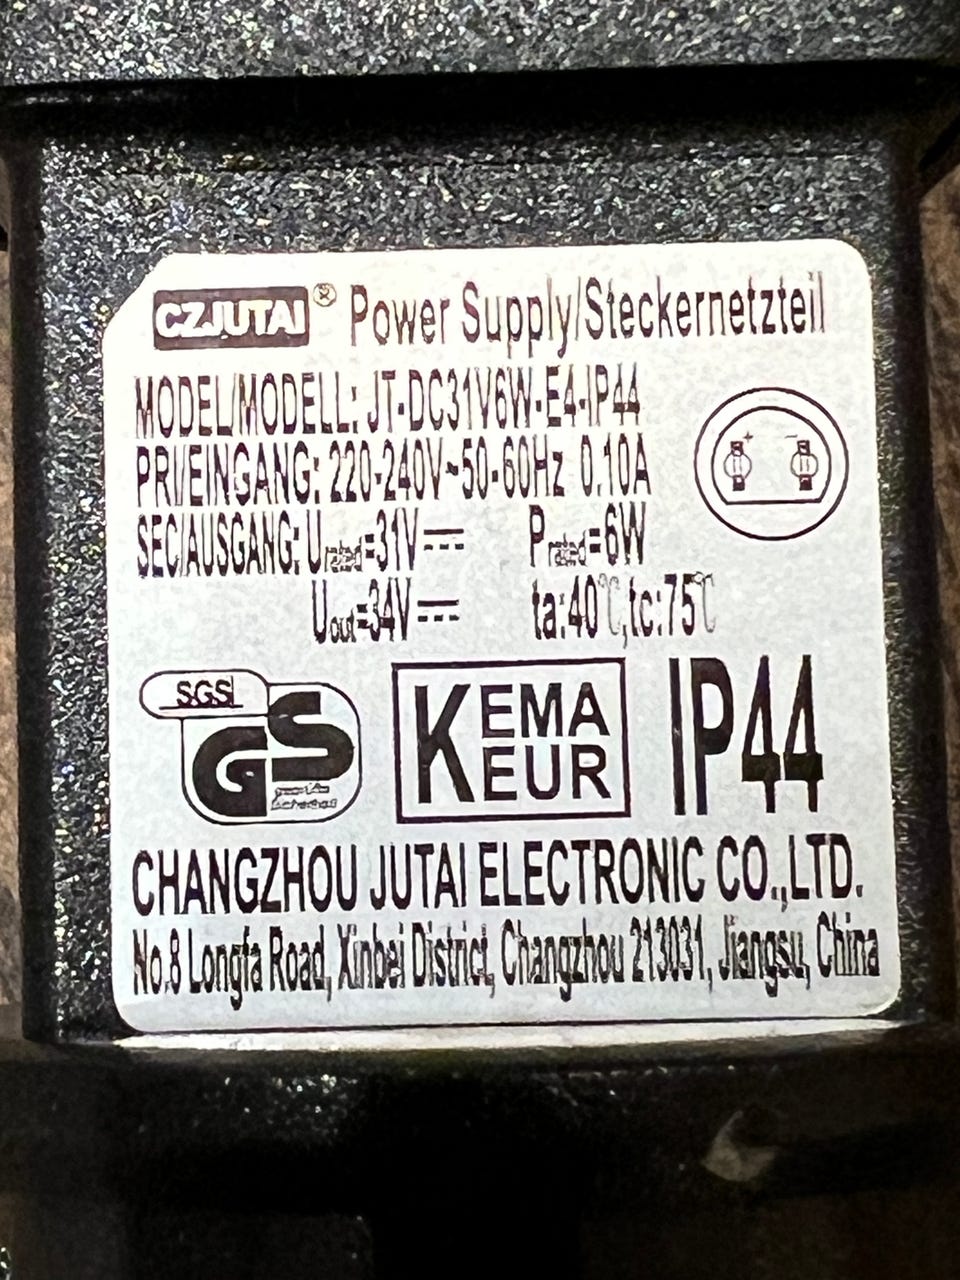 CZJUTAI® Power Supply/Steckernetzteil
MODEL/MODELL: JT-DC31V6W-E4-IP44
PRI/EINGANG: 220-240V~50-60Hz 0.10A
SEC/AUSGANG: Urated=31V⎓ Prated=6W
Uout=34V⎓ ta:40℃,tc:75℃
+ -
SGS
GS
KEMA
KEUR
IP44
CHANGZHOU JUTAI ELECTRONIC CO.,LTD.
No.8 Longfa Road, Xinbei District, Changzhou 213031, Jiangsu, China